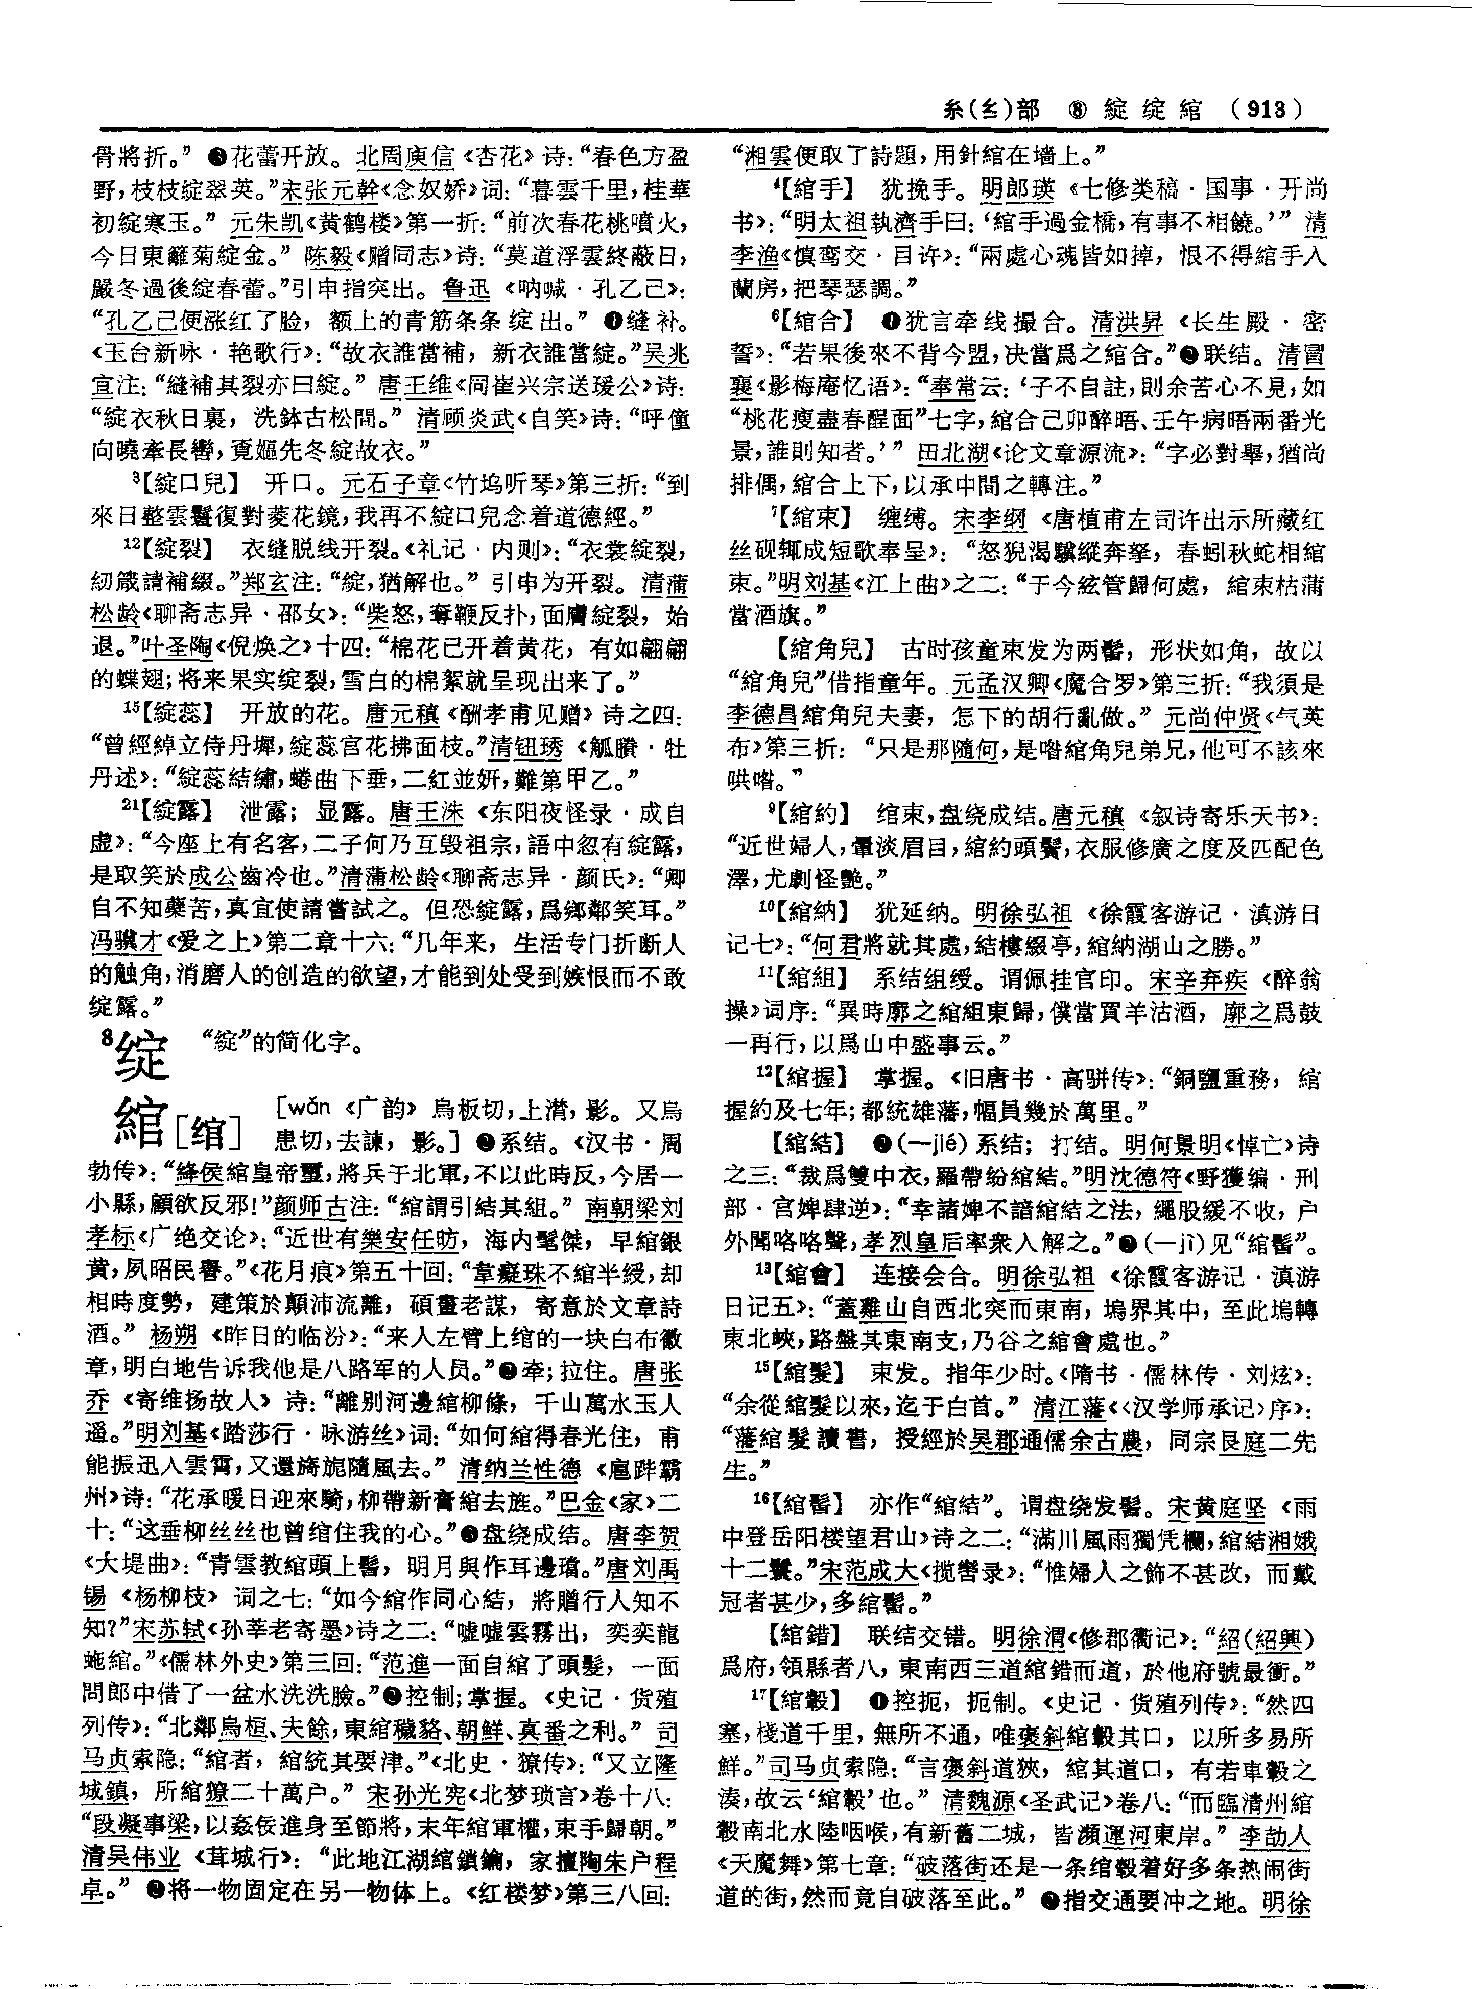 糸(纟)部　⑧ 綻 绽 綰　(913)
骨將折。”❸花蕾开放。北周庾信《杏花》诗：“春色方盈
野，枝枝綻翠英。”宋张元幹《念奴娇》词：“暮雲千里，桂華
初綻寒玉。”元朱凯《黄鹤楼》第一折：“前次春花桃噴火，
今日東籬菊綻金。”陈毅《赠同志》诗：“莫道浮雲終蔽日，
嚴冬過後綻春蕾。”引申指突出。鲁迅《呐喊·孔乙己》：
“孔乙己便涨红了脸，额上的青筋条条绽出。”❹缝补。
《玉台新咏·艳歌行》：“故衣誰當補，新衣誰當綻。”吴兆
宜注：“縫補其裂亦曰綻。”唐王维《同崔兴宗送瑗公》诗：
“綻衣秋日裏，洗鉢古松間。”清顾炎武《自笑》诗：“呼僮
向曉牽長轡，覓嫗先冬綻故衣。”
³【綻口兒】　开口。元石子章《竹坞听琴》第三折：“到
來日整雲鬟復對菱花鏡，我再不綻口兒念着道德經。”
¹²【綻裂】　衣缝脱线开裂。《礼记·内则》：“衣裳綻裂，
紉箴請補綴。”郑玄注：“綻，猶解也。”引申为开裂。清蒲
松龄《聊斋志异·邵女》：“柴怒，奪鞭反扑，面膚綻裂，始
退。”叶圣陶《倪焕之》十四：“棉花已开着黄花，有如翩翩
的蝶翅；将来果实绽裂，雪白的棉絮就呈现出来了。”
¹⁵【綻蕊】　开放的花。唐元稹《酬孝甫见赠》诗之四：
“曾經綽立侍丹墀，綻蕊宫花拂面枝。”清钮琇《觚賸·牡
丹述》：“綻蕊結繡，蜷曲下垂，二紅並妍，難第甲乙。”
²¹【綻露】　泄露；显露。唐王洙《东阳夜怪录·成自
虚》：“今座上有名客，二子何乃互毁祖宗，語中忽有綻露，
是取笑於成公齒冷也。”清蒲松龄《聊斋志异·颜氏》：“卿
自不知蘗苦，真宜使請嘗試之。但恐綻露，爲鄉鄰笑耳。”
冯骥才《爱之上》第二章十六：“几年来，生活专门折断人
的触角，消磨人的创造的欲望，才能到处受到嫉恨而不敢
绽露。”
⁸绽　“綻”的简化字。
綰［绾］　［wǎn《广韵》烏板切，上潸，影。又烏
患切，去諫，影。］❶系结。《汉书·周
勃传》：“絳侯綰皇帝璽，將兵于北軍，不以此時反，今居一
小縣，顧欲反邪！”颜师古注：“綰謂引結其組。”南朝梁刘
孝标《广绝交论》：“近世有樂安任昉，海内髦傑，早綰銀
黄，夙昭民譽。”《花月痕》第五十回：“韋癡珠不綰半綬，却
相時度勢，建策於顛沛流離，碩畫老謀，寄意於文章詩
酒。”杨朔《昨日的临汾》：“来人左臂上绾的一块白布徽
章，明白地告诉我他是八路军的人员。”❷牵；拉住。唐张
乔《寄维扬故人》诗：“離别河邊綰柳條，千山萬水玉人
遥。”明刘基《踏莎行·咏游丝》词：“如何綰得春光住，甫
能振迅入雲霄，又還旖旎隨風去。”清纳兰性德《扈跸霸
州》诗：“花承暖日迎來騎，柳帶新膏綰去旌。”巴金《家》二
十：“这垂柳丝丝也曾绾住我的心。”❸盘绕成结。唐李贺
《大堤曲》：“青雲教綰頭上髻，明月與作耳邊璫。”唐刘禹
锡《杨柳枝》词之七：“如今綰作同心結，將贈行人知不
知？”宋苏轼《孙莘老寄墨》诗之二：“嘘嘘雲霧出，奕奕龍
蛇綰。”《儒林外史》第三回：“范進一面自綰了頭髮，一面
問郎中借了一盆水洗洗臉。”❹控制；掌握。《史记·货殖
列传》：“北鄰烏桓、夫餘，東綰穢貉、朝鮮、真番之利。”司
马贞索隐：“綰者，綰統其要津。”《北史·獠传》：“又立隆
城鎮，所綰獠二十萬户。”宋孙光宪《北梦琐言》卷十八：
“段凝事梁，以姦佞進身至節將，末年綰軍權，束手歸朝。”
清吴伟业《茸城行》：“此地江湖綰鎖鑰，家擅陶朱户程
卓。”❺将一物固定在另一物体上。《红楼梦》第三八回：
“湘雲便取了詩題，用針綰在墻上。”
⁴【綰手】　犹挽手。明郎瑛《七修类稿·国事·开尚
书》：“明太祖執濟手曰：‘綰手過金橋，有事不相饒。’”清
李渔《慎鸾交·目许》：“兩處心魂皆如掉，恨不得綰手入
蘭房，把琴瑟調。”
⁶【綰合】　❶犹言牵线撮合。清洪昇《长生殿·密
誓》：“若果後來不背今盟，决當爲之綰合。”❷联结。清冒
襄《影梅庵忆语》：“奉常云：‘子不自註，則余苦心不見，如
“桃花瘦盡春酲面”七字，綰合己卯醉晤、壬午病晤兩番光
景，誰則知者。’”田北湖《论文章源流》：“字必對舉，猶尚
排偶，綰合上下，以承中間之轉注。”
⁷【綰束】　缠缚。宋李纲《唐植甫左司许出示所藏红
丝砚辄成短歌奉呈》：“怒猊渴驥縱奔拏，春蚓秋蛇相綰
束。”明刘基《江上曲》之二：“于今絃管歸何處，綰束枯蒲
當酒旗。”
【綰角兒】　古时孩童束发为两髻，形状如角，故以
“綰角兒”借指童年。元孟汉卿《魔合罗》第三折：“我須是
李德昌綰角兒夫妻，怎下的胡行亂做。”元尚仲贤《气英
布》第三折：“只是那隨何，是喒綰角兒弟兄，他可不該來
哄喒。”
⁹【綰約】　绾束，盘绕成结。唐元稹《叙诗寄乐天书》：
“近世婦人，暈淡眉目，綰約頭鬢，衣服修廣之度及匹配色
澤，尤劇怪艷。”
¹⁰【綰納】　犹延纳。明徐弘祖《徐霞客游记·滇游日
记七》：“何君將就其處，結樓綴亭，綰納湖山之勝。”
¹¹【綰組】　系结组绶。谓佩挂官印。宋辛弃疾《醉翁
操》词序：“異時廓之綰組東歸，僕當買羊沽酒，廓之爲鼓
一再行，以爲山中盛事云。”
¹²【綰握】　掌握。《旧唐书·高骈传》：“銅鹽重務，綰
握約及七年；都統雄藩，幅員幾於萬里。”
【綰結】　❶(—jié)系结；打结。明何景明《悼亡》诗
之三：“裁爲雙中衣，羅帶紛綰結。”明沈德符《野獲编·刑
部·宫婢肆逆》：“幸諸婢不諳綰結之法，繩股緩不收，户
外聞咯咯聲，孝烈皇后率衆入解之。”❷(—jì)见“綰髻”。
¹³【綰會】　连接会合。明徐弘祖《徐霞客游记·滇游
日记五》：“蓋雞山自西北突而東南，塢界其中，至此塢轉
東北峽，路盤其東南支，乃谷之綰會處也。”
¹⁵【綰髮】　束发。指年少时。《隋书·儒林传·刘炫》：
“余從綰髮以來，迄于白首。”清江藩《〈汉学师承记〉序》：
“藩綰髮讀書，授經於吴郡通儒余古農，同宗艮庭二先
生。”
¹⁶【綰髻】　亦作“綰結”。谓盘绕发髻。宋黄庭坚《雨
中登岳阳楼望君山》诗之二：“滿川風雨獨凭欄，綰結湘娥
十二鬟。”宋范成大《揽辔录》：“惟婦人之飾不甚改，而戴
冠者甚少，多綰髻。”
【綰錯】　联结交错。明徐渭《修郡衢记》：“紹（紹興）
爲府，領縣者八，東南西三道綰錯而道，於他府號最衝。”
¹⁷【綰轂】　❶控扼，扼制。《史记·货殖列传》：“然四
塞，棧道千里，無所不通，唯褒斜綰轂其口，以所多易所
鮮。”司马贞索隐：“言褒斜道狹，綰其道口，有若車轂之
湊，故云‘綰轂’也。”清魏源《圣武记》卷八：“而臨清州綰
轂南北水陸咽喉，有新舊二城，皆瀕運河東岸。”李劼人
《天魔舞》第七章：“破落街还是一条绾毂着好多条热闹街
道的街，然而竟自破落至此。”❷指交通要冲之地。明徐